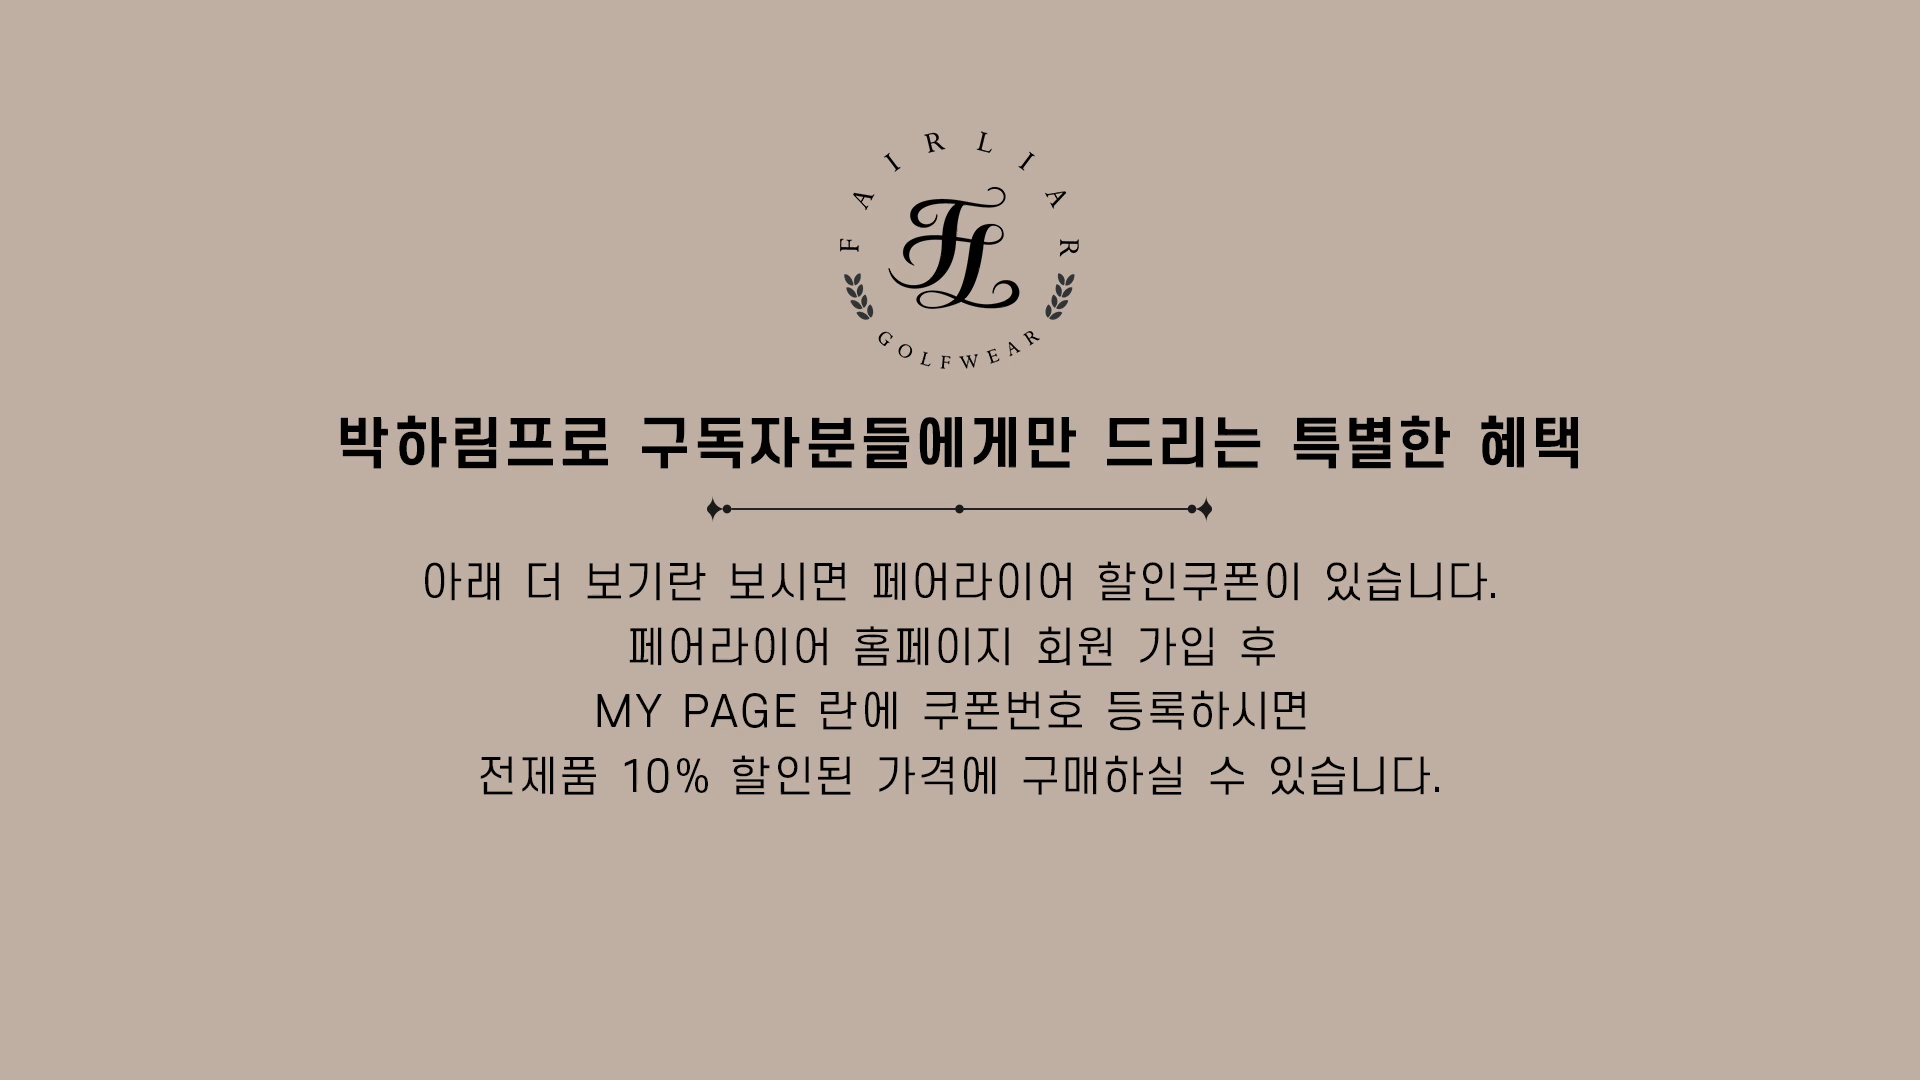 FAIRLIAR
FL
GOLFWEAR
박하림프로 구독자분들에게만 드리는 특별한 혜택
아래 더 보기란 보시면 페어라이어 할인쿠폰이 있습니다.
페어라이어 홈페이지 회원 가입 후
MY PAGE 란에 쿠폰번호 등록하시면
전제품 10% 할인된 가격에 구매하실 수 있습니다.